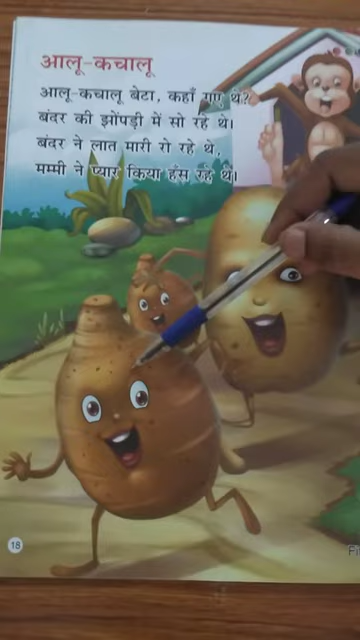 आलू-कचालू
आलू-कचालू बेटा, कहाँ गए थे?
बंदर की झोंपड़ी में सो रहे थे।
बंदर ने लात मारी रो रहे थे,
मम्मी ने प्यार किया हँस रहे थे।
18